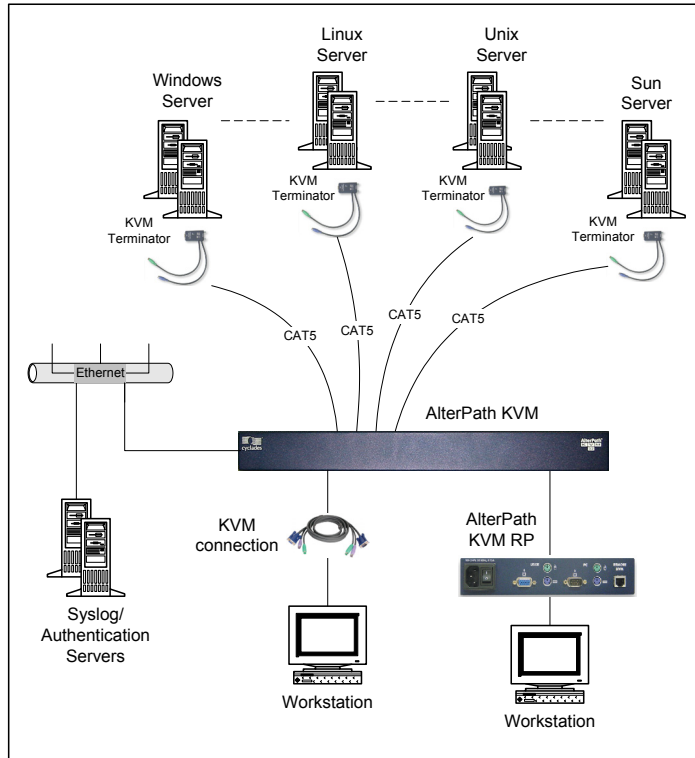 Linux
Server
Unix
Server
Windows
Server
Sun
Server
KVM
Terminator
KVM
Terminator
KVM
Terminator
KVM
Terminator
CAT5
CAT5
CAT5
CAT5
Ethernet
AlterPath KVM
cyclades
AlterPath
KVM
connection
AlterPath
KVM RP
Syslog/
Authentication
Servers
Workstation
Workstation